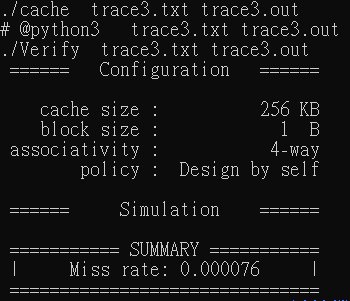 ./cache  trace3.txt trace3.out
# @python3   trace3.txt trace3.out
./Verify  trace3.txt trace3.out
======   Configuration   ======
cache size :          256 KB
block size :            1  B
associativity :           4-way
policy :  Design by self
======     Simulation    ======
=========== SUMMARY ===========
|     Miss rate: 0.000076     |
===============================